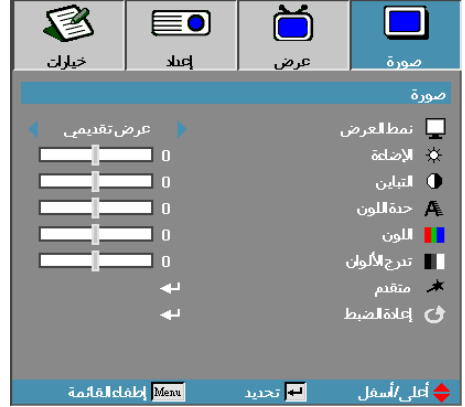 صورة
عرض
إعداد
خيارات
صورة
نمط العرض
عرض تقديمي
الإضاءة
0
التباين
0
حدة اللون
0
اللون
0
تدرج الألوان
0
متقدم
إعادة الضبط
أعلى/أسفل
تحديد
Menu إطفاء القائمة